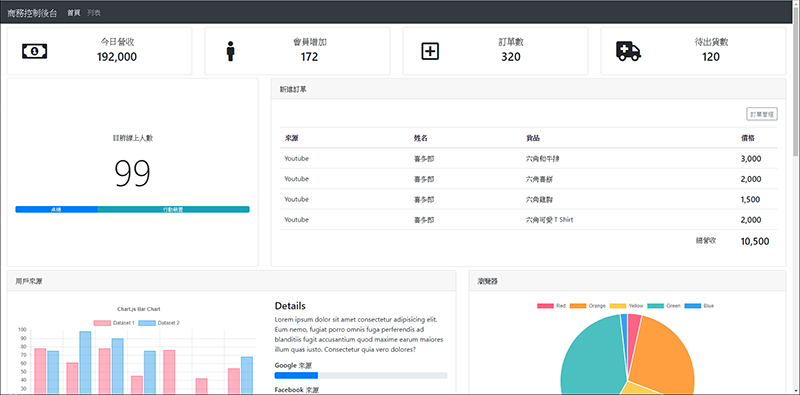 商務控制後台 首頁 列表
今日營收
192,000
會員增加
172
訂單數
320
待出貨數
120
目前線上人數
99
桌機 行動裝置
新進訂單
訂單管理
來源 姓名 貨品 價格
Youtube 喜多郎 六角和牛排 3,000
Youtube 喜多郎 六角喜餅 2,000
Youtube 喜多郎 六角雞胸 1,500
Youtube 喜多郎 六角可愛 T Shirt 2,000
總營收 10,500
用戶來源
Chart.js Bar Chart
Dataset 1 Dataset 2
100
90
80
70
60
50
40
30
Details
Lorem ipsum dolor sit amet consectetur adipisicing elit.
Eum nemo, fugiat porro omnis fuga perferendis ad
blanditiis fugit accusantium quod maxime earum maiores
illum quas iusto. Consectetur quia vero dolores?
Google 來源
Facebook 來源
瀏覽器
Red Orange Yellow Green Blue